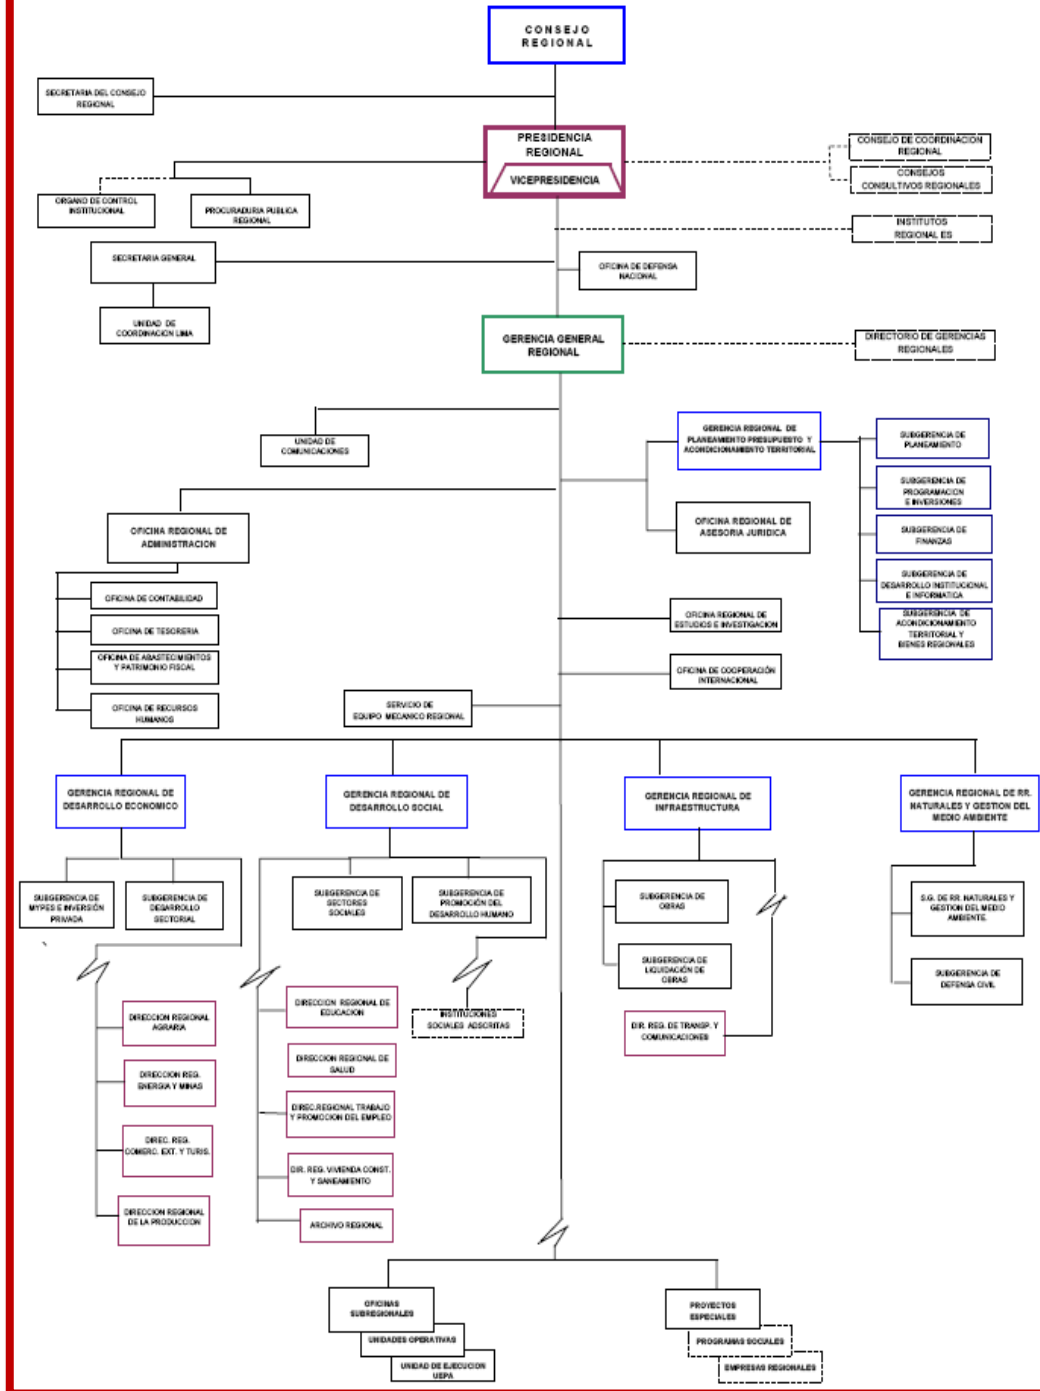 CONSEJO
REGIONAL
SECRETARIA DEL CONSEJO
REGIONAL
PRESIDENCIA
REGIONAL
VICEPRESIDENCIA
CONSEJO DE COORDINACION
REGIONAL
CONSEJOS
CONSULTIVOS REGIONALES
ORGANO DE CONTROL
INSTITUCIONAL
PROCURADURIA PUBLICA
REGIONAL
INSTITUTOS
REGIONALES
SECRETARIA GENERAL
OFICINA DE DEFENSA
NACIONAL
UNIDAD DE
COORDINACION LIMA
GERENCIA GENERAL
REGIONAL
DIRECTORIO DE GERENCIAS
REGIONALES
UNIDAD DE
COMUNICACIONES
GERENCIA REGIONAL DE
PLANEAMIENTO PRESUPUESTO Y
ACONDICIONAMIENTO TERRITORIAL
SUBGERENCIA DE
PLANEAMIENTO
SUBGERENCIA DE
PROGRAMACION
E INVERSIONES
OFICINA REGIONAL DE
ASESORIA JURIDICA
SUBGERENCIA DE
FINANZAS
SUBGERENCIA DE
DESARROLLO INSTITUCIONAL
E INFORMATICA
SUBGERENCIA DE
ACONDICIONAMIENTO
TERRITORIAL Y
BIENES REGIONALES
OFICINA REGIONAL DE
ADMINISTRACION
OFICINA DE CONTABILIDAD
OFICINA DE TESORERIA
OFICINA DE ABASTECIMIENTOS
Y PATRIMONIO FISCAL
OFICINA DE RECURSOS
HUMANOS
OFICINA REGIONAL DE
ESTUDIOS E INVESTIGACION
OFICINA DE COOPERACIÓN
INTERNACIONAL
SERVICIO DE
EQUIPO MECANICO REGIONAL
GERENCIA REGIONAL DE
DESARROLLO ECONOMICO
GERENCIA REGIONAL DE
DESARROLLO SOCIAL
GERENCIA REGIONAL DE
INFRAESTRUCTURA
GERENCIA REGIONAL DE RR.
NATURALES Y GESTION DEL
MEDIO AMBIENTE
SUBGERENCIA DE
MYPES E INVERSIÓN
PRIVADA
SUBGERENCIA DE
DESARROLLO
SECTORIAL
SUBGERENCIA DE
SECTORES
SOCIALES
SUBGERENCIA DE
PROMOCIÓN DEL
DESARROLLO HUMANO
SUBGERENCIA DE
OBRAS
SUBGERENCIA DE
LIQUIDACIÓN DE
OBRAS
S.G. DE RR. NATURALES Y
GESTION DEL MEDIO
AMBIENTE.
SUBGERENCIA DE
DEFENSA CIVIL
DIRECCION REGIONAL
AGRARIA
DIRECCION REG.
ENERGIA Y MINAS
DIREC. REG.
COMERC. EXT. Y TURIS.
DIRECCION REGIONAL
DE LA PRODUCCION
DIRECCION REGIONAL DE
EDUCACION
DIRECCION REGIONAL DE
SALUD
DIREC.REGIONAL TRABAJO
Y PROMOCION DEL EMPLEO
DIR. REG. VIVIENDA CONST.
Y SANEAMIENTO
ARCHIVO REGIONAL
INSTITUCIONES
SOCIALES ADSCRITAS
DIR. REG. DE TRANSP. Y
COMUNICACIONES
OFICINAS
SUBREGIONALES
UNIDADES OPERATIVAS
UNIDAD DE EJECUCION
UEPA
PROYECTOS
ESPECIALES
PROGRAMAS SOCIALES
EMPRESAS REGIONALES